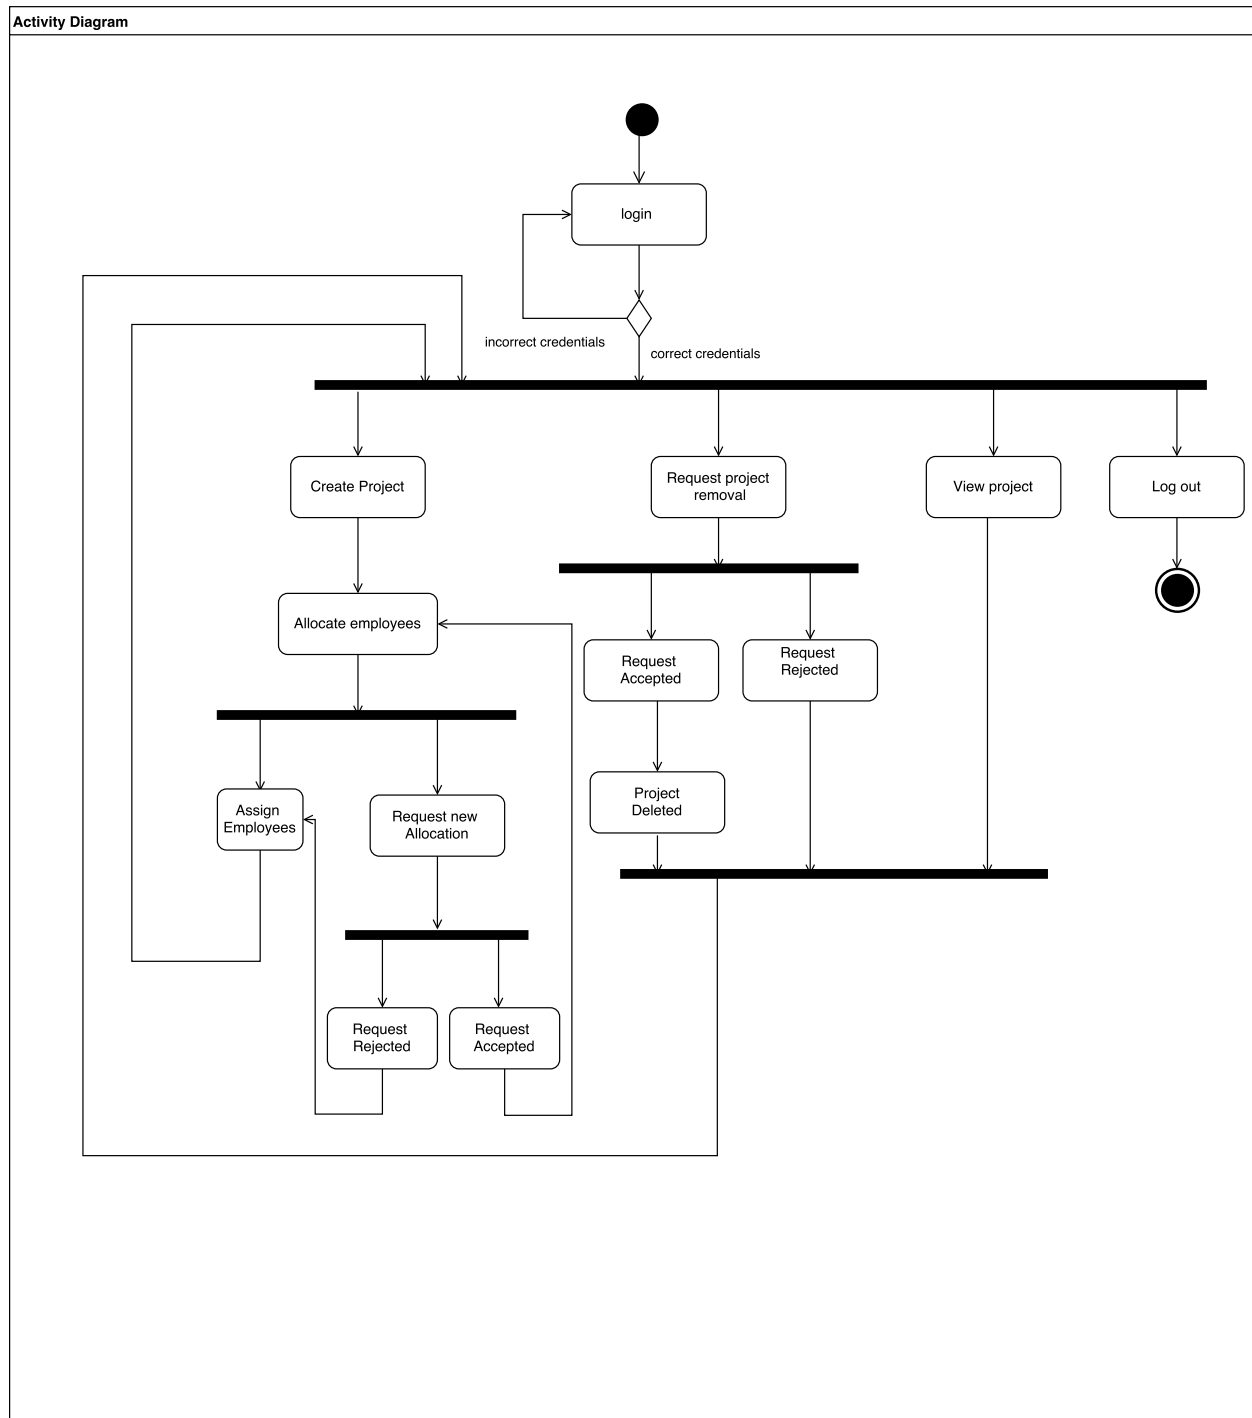 Activity Diagram
login
incorrect credentials
correct credentials
Create Project
Request project
removal
View project
Log out
Allocate employees
Request
Accepted
Request
Rejected
Assign
Employees
Request new
Allocation
Project
Deleted
Request
Rejected
Request
Accepted